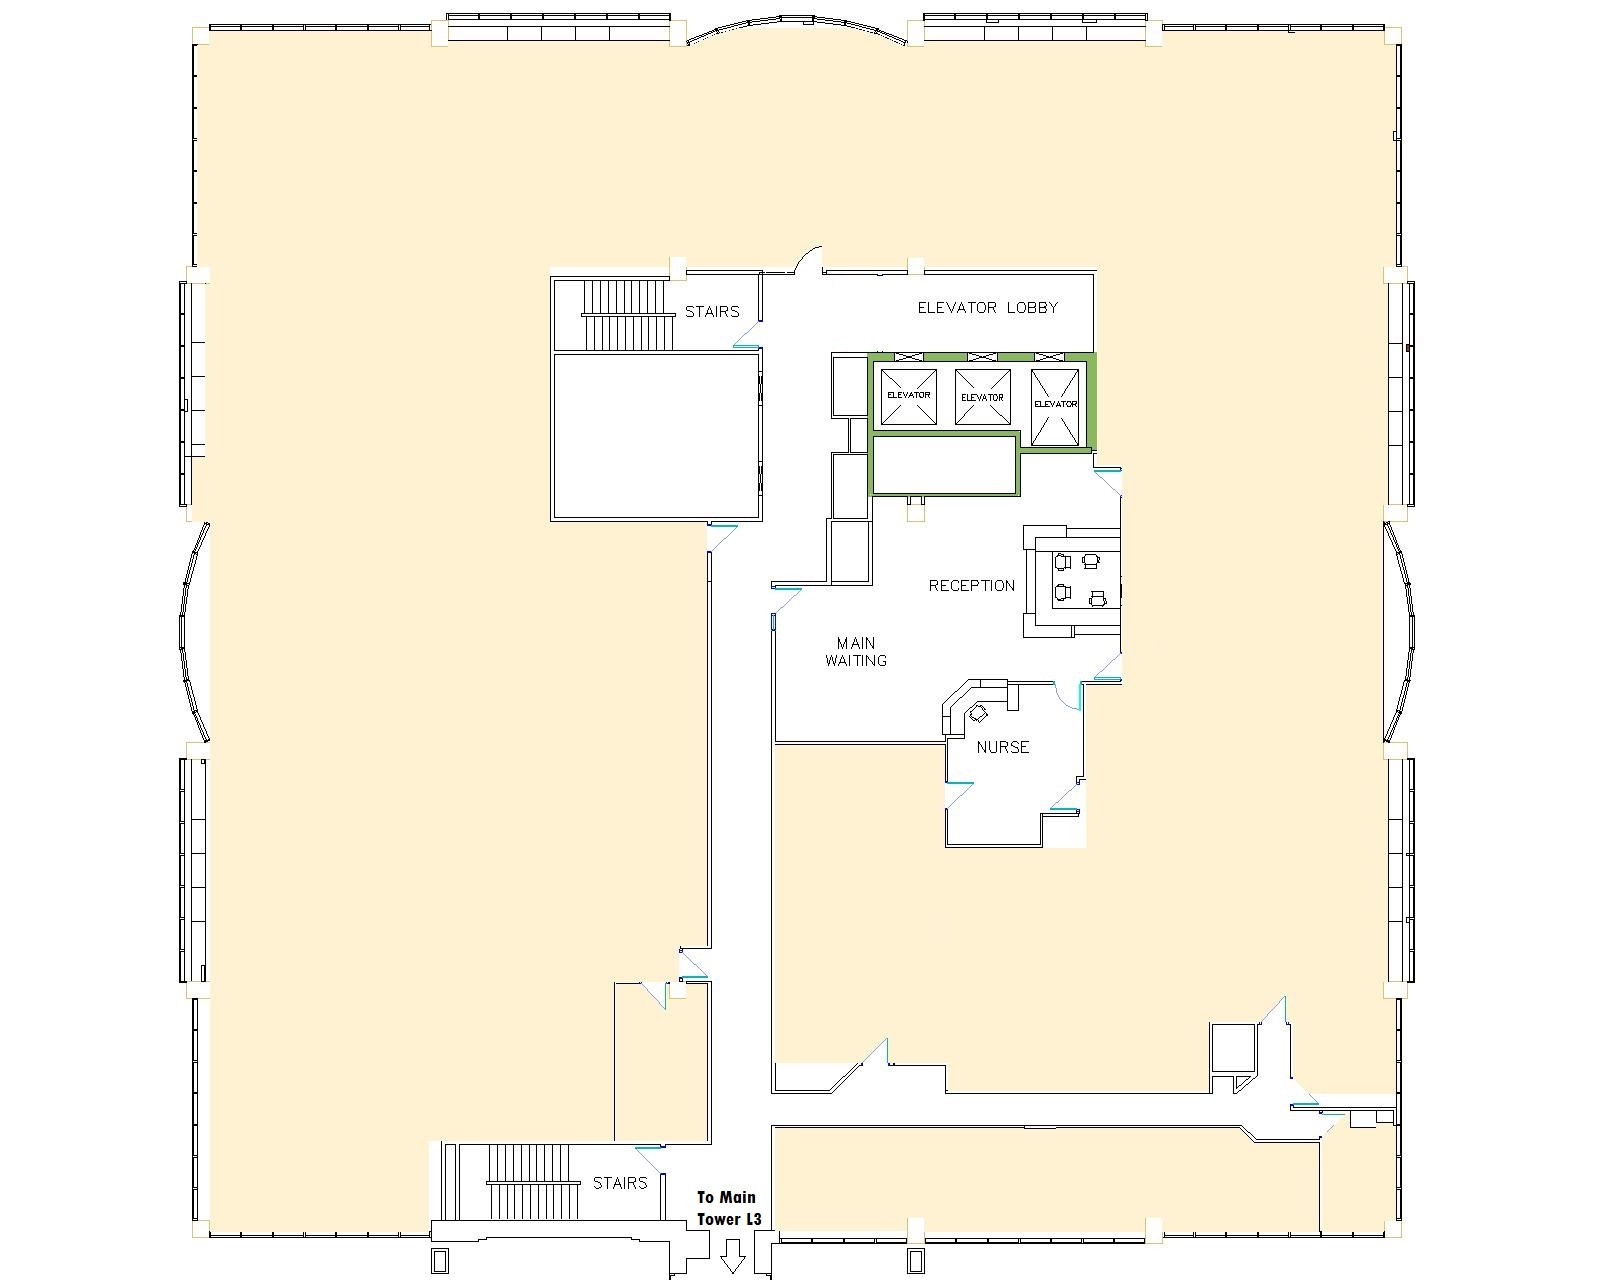 STAIRS
ELEVATOR LOBBY
ELEVATOR
ELEVATOR
ELEVATOR
RECEPTION
MAIN
WAITING
NURSE
STAIRS
To Main
Tower L3